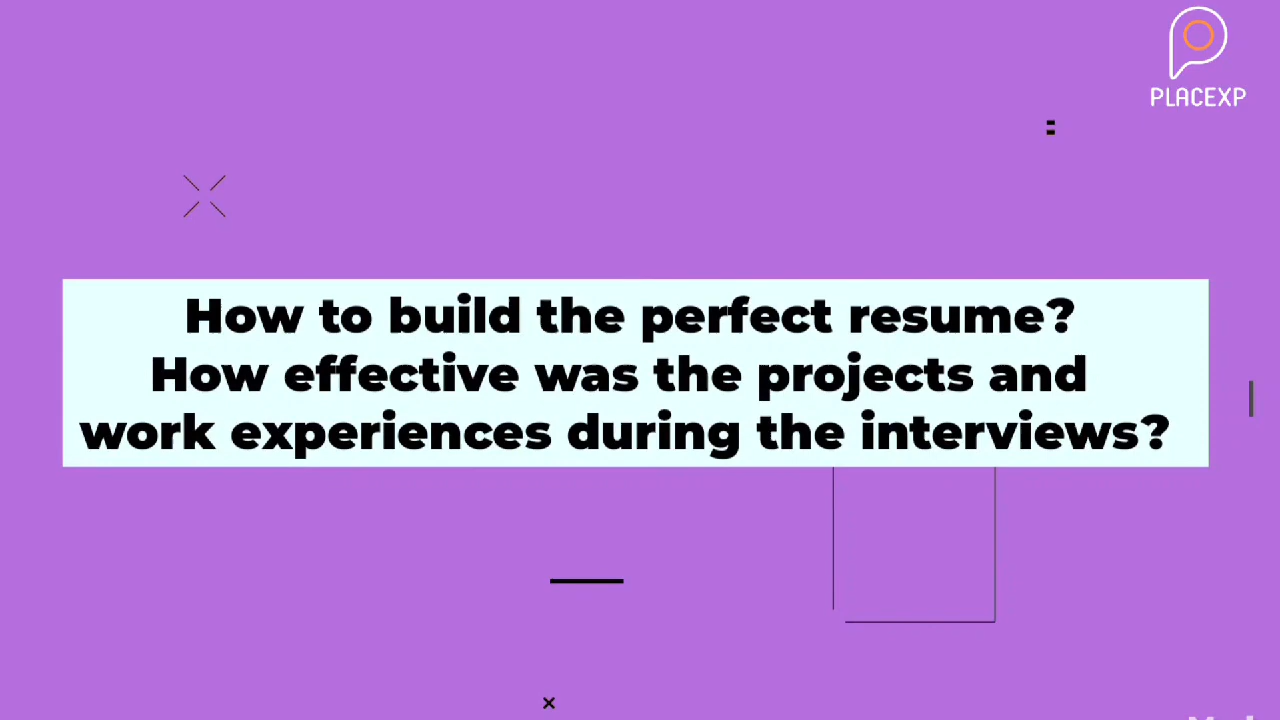 PLACEXP
How to build the perfect resume?
How effective was the projects and
work experiences during the interviews?